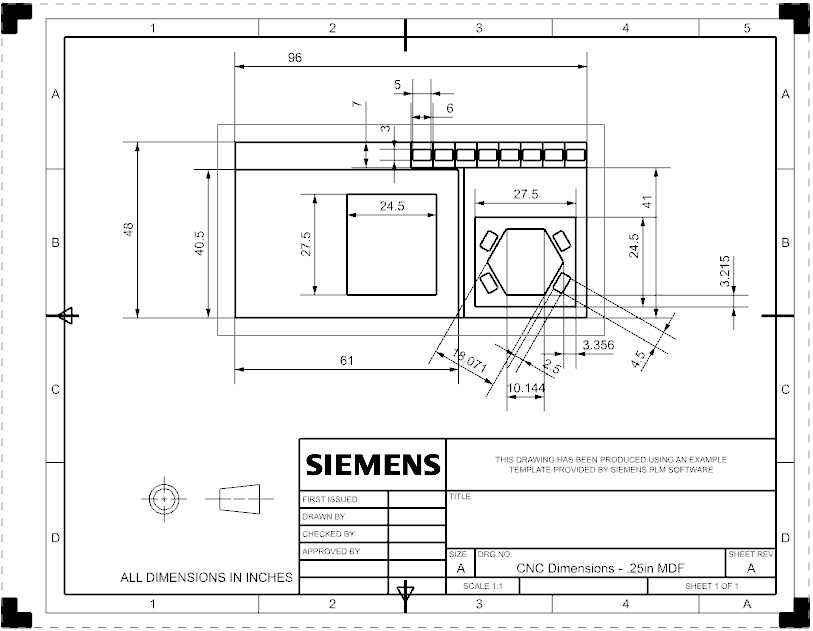 1 2 3 4 5
96
5
6
7
3
A A
27.5
24.5
41
48
40.5
27.5
24.5
B B
3.215
3.356
4.5
2.5
18.071
61
10.144
C C
SIEMENS
THIS DRAWING HAS BEEN PRODUCED USING AN EXAMPLE
TEMPLATE PROVIDED BY SIEMENS PLM SOFTWARE
FIRST ISSUED
TITLE
DRAWN BY
CHECKED BY
APPROVED BY
D D
SIZE DRG NO. SHEET REV
A CNC Dimensions - .25in MDF A
ALL DIMENSIONS IN INCHES
SCALE 1:1 SHEET 1 OF 1
1 2 3 4 A